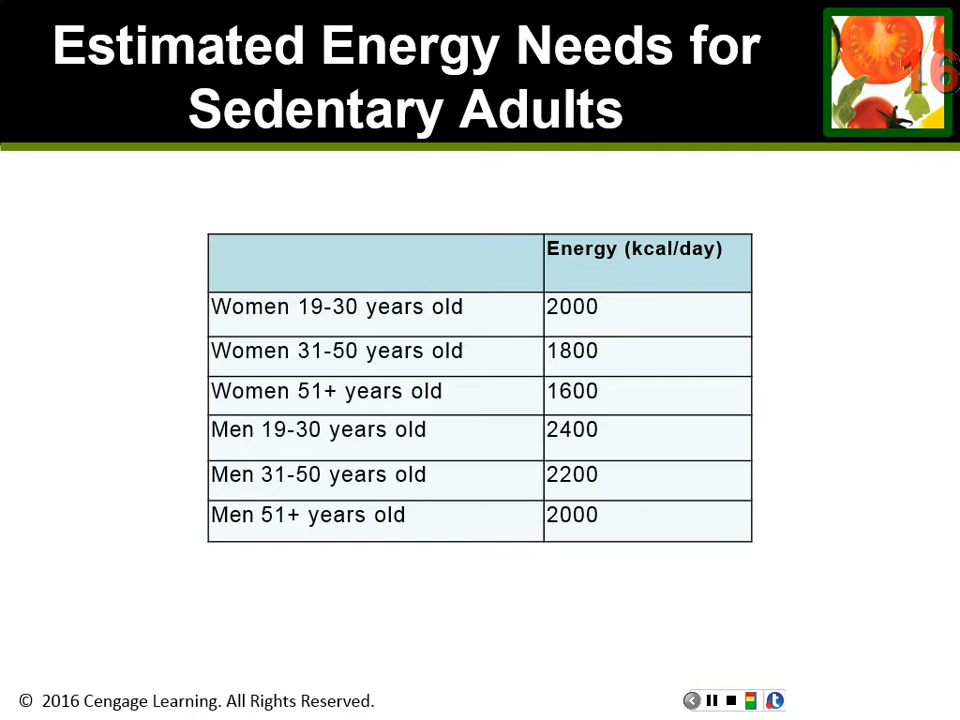 Estimated Energy Needs for
Sedentary Adults
16
Energy (kcal/day)
Women 19-30 years old 2000
Women 31-50 years old 1800
Women 51+ years old 1600
Men 19-30 years old 2400
Men 31-50 years old 2200
Men 51+ years old 2000
© 2016 Cengage Learning. All Rights Reserved.
t